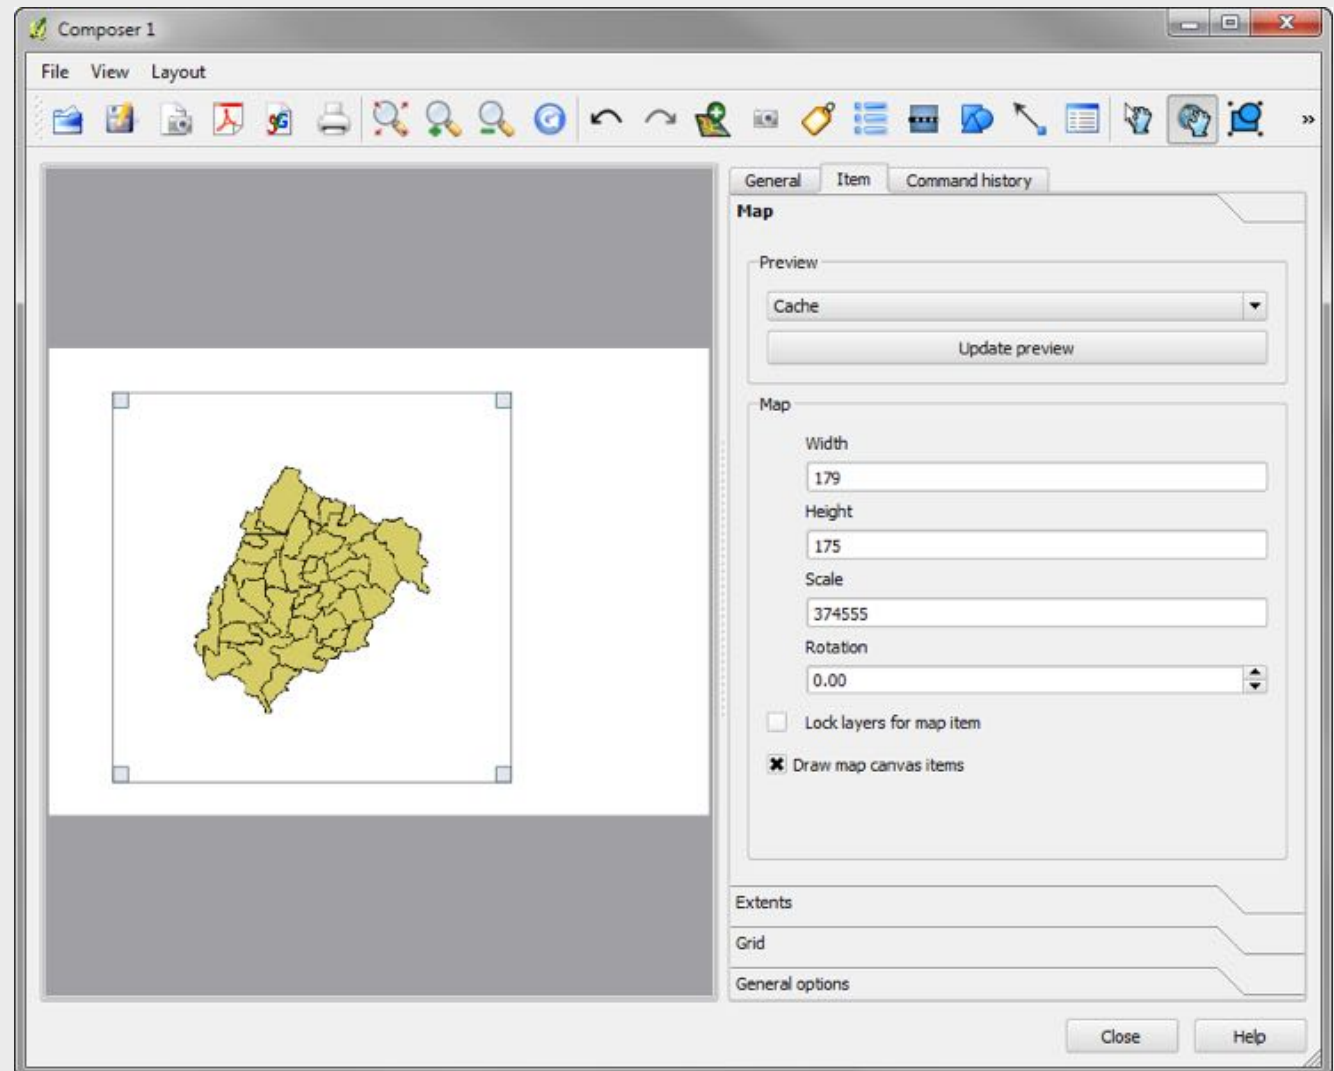 Composer 1
File View Layout
»
General Item Command history
Map
Preview
Cache
Update preview
Map
Width
179
Height
175
Scale
374555
Rotation
0.00
Lock layers for map item
Draw map canvas items
Extents
Grid
General options
Close Help